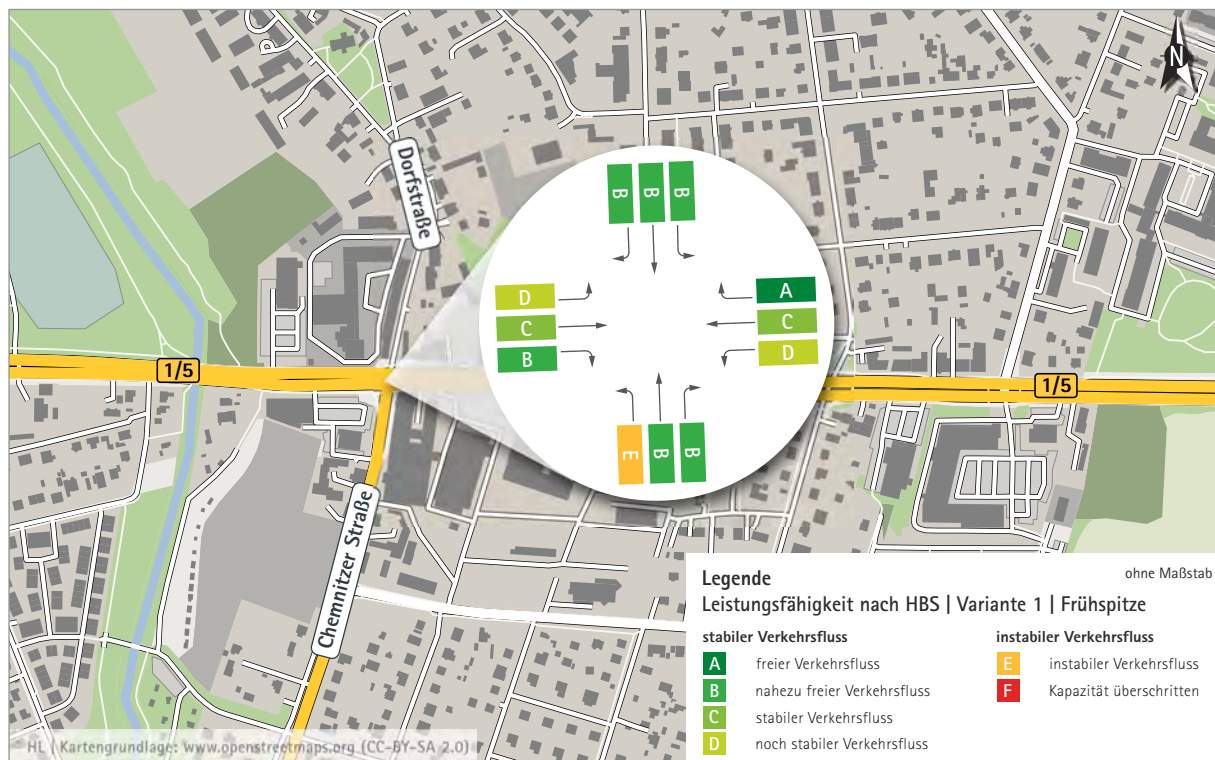 N
Dorfstraße
B B B
D
C
B
A
C
D
E B B
1/5
1/5
Chemnitzer Straße
Legende
ohne Maßstab
Leistungsfähigkeit nach HBS | Variante 1 | Frühspitze
stabiler Verkehrsfluss
A freier Verkehrsfluss
B nahezu freier Verkehrsfluss
C stabiler Verkehrsfluss
D noch stabiler Verkehrsfluss
instabiler Verkehrsfluss
E instabiler Verkehrsfluss
F Kapazität überschritten
© HL | Kartengrundlage: www.openstreetmaps.org (CC-BY-SA 2.0)